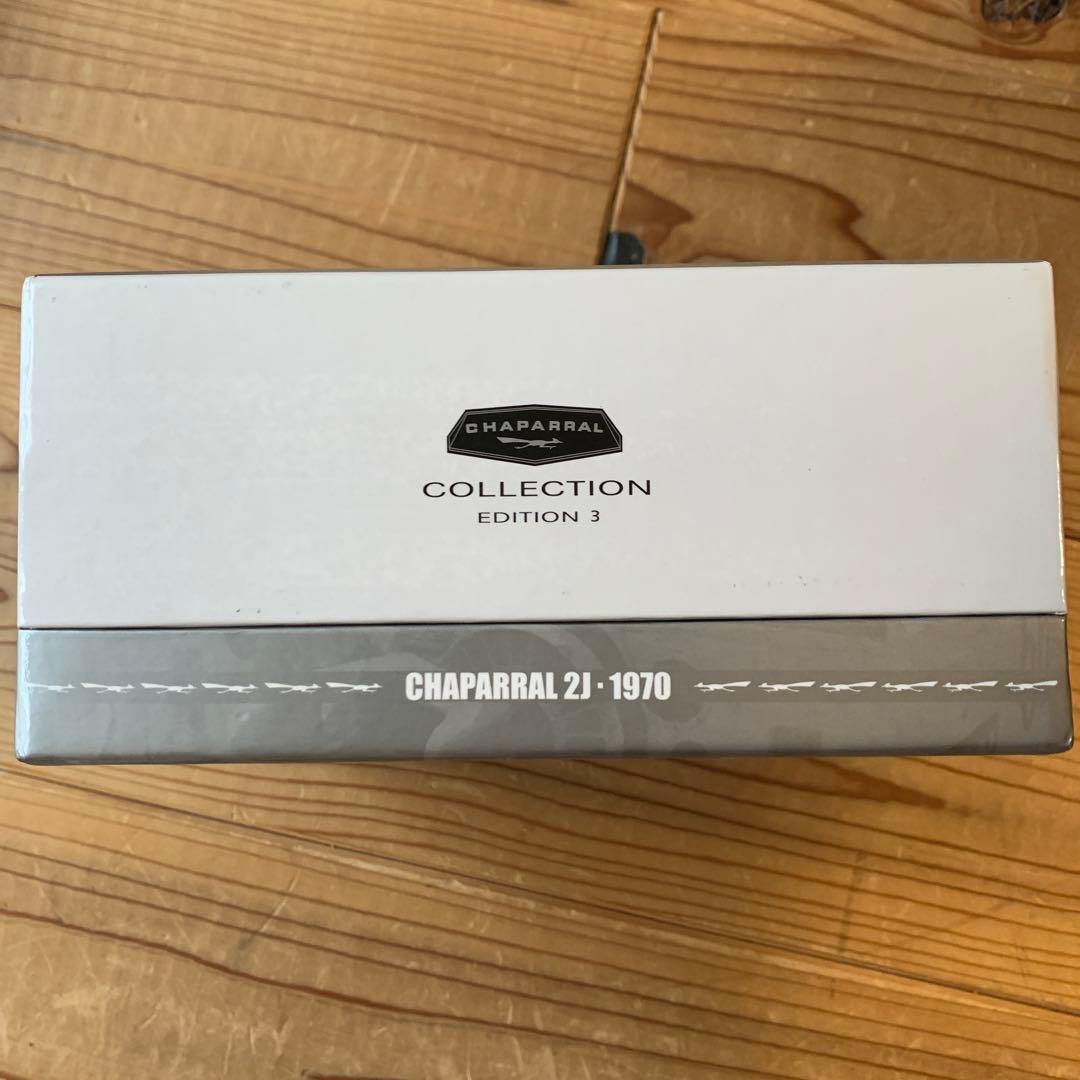 CHAPARRAL
COLLECTION
EDITION 3
CHAPARRAL 2J · 1970